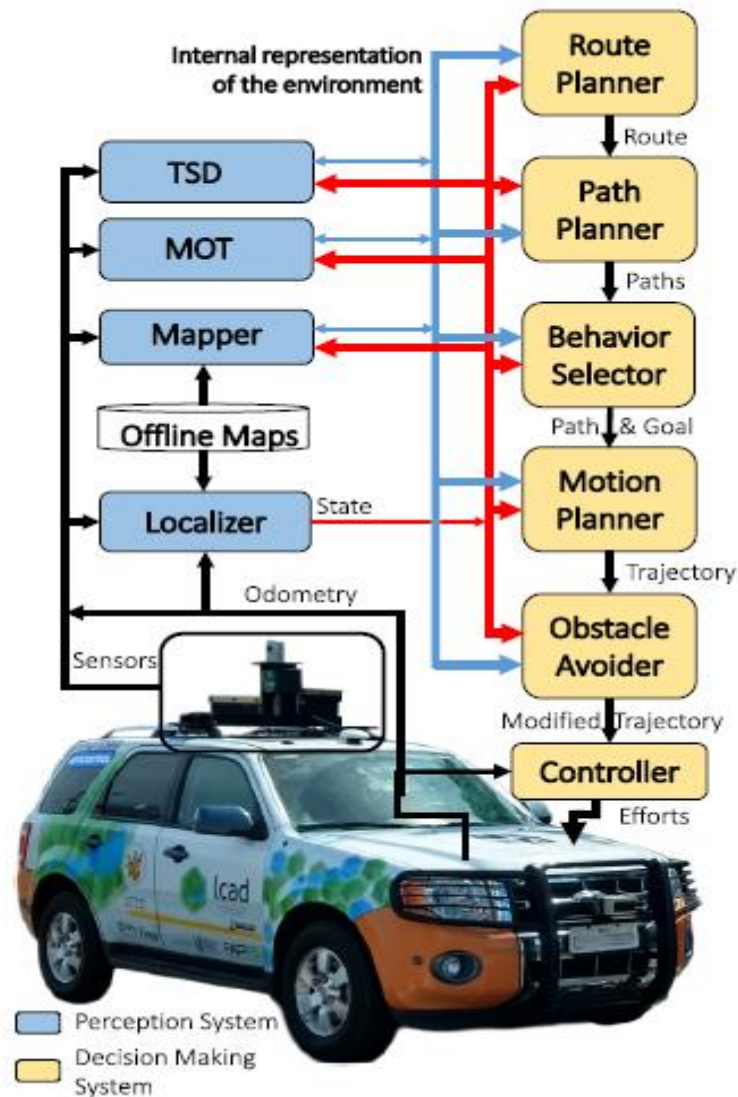 Internal representation
of the environment
Route
Planner
Route
TSD
Path
Planner
MOT
Paths
Mapper
Behavior
Selector
Offline Maps
Path & Goal
Localizer
State
Motion
Planner
Trajectory
Odometry
Obstacle
Avoider
Sensors
Modified Trajectory
Controller
Efforts
lcad
Perception System
Decision Making
System